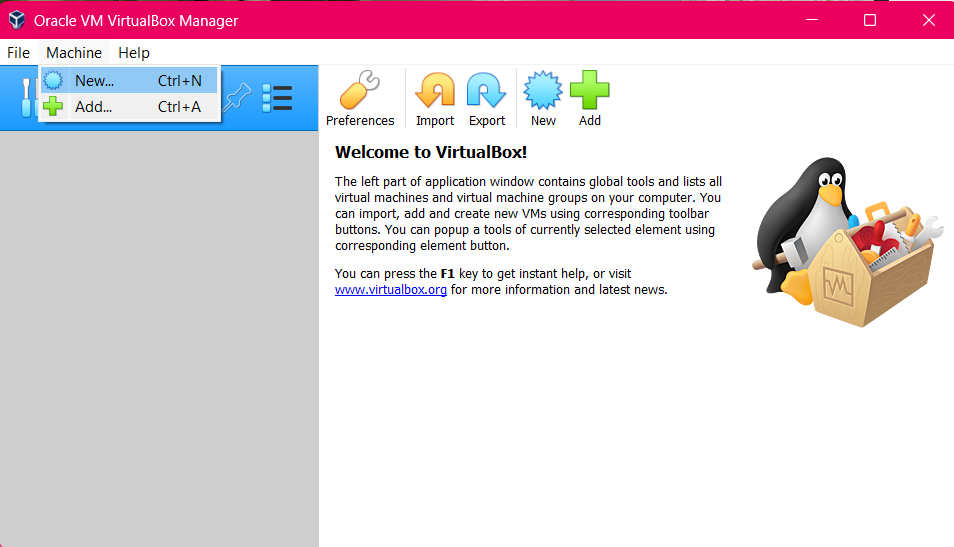 Oracle VM VirtualBox Manager
File Machine Help
New... Ctrl+N
Add... Ctrl+A
Preferences Import Export New Add
Welcome to VirtualBox!
The left part of application window contains global tools and lists all
virtual machines and virtual machine groups on your computer. You
can import, add and create new VMs using corresponding toolbar
buttons. You can popup a tools of currently selected element using
corresponding element button.
You can press the F1 key to get instant help, or visit
www.virtualbox.org for more information and latest news.